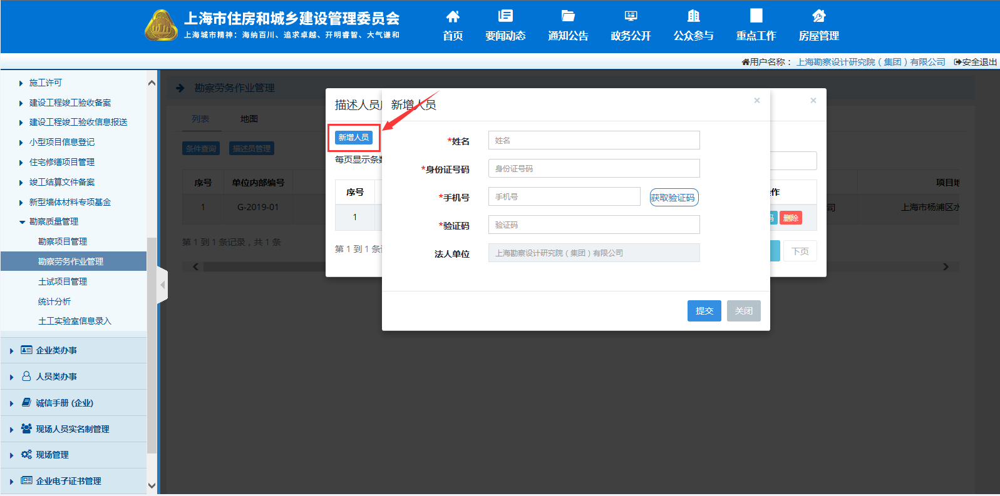 上海市住房和城乡建设管理委员会
上海城市精神：海纳百川、追求卓越、开明睿智、大气谦和
首页
要闻动态
通知公告
政务公开
公众参与
重点工作
房屋管理
用户名称： 上海勘察设计研究院（集团）有限公司 安全退出
施工许可
建设工程竣工验收备案
建设工程竣工验收信息报送
小型项目信息登记
住宅修缮项目管理
竣工结算文件备案
新型墙体材料专项基金
勘察质量管理
勘察项目管理
勘察劳务作业管理
土试项目管理
统计分析
土工实验室信息录入
企业类办事
人员类办事
诚信手册 (企业)
现场人员实名制管理
现场管理
企业电子证书管理
勘察劳务作业管理
列表 地图
条件查询 描述员管理
序号 单位内部编号 项目地
1 G-2019-01 司 上海市杨浦区水
第 1 到 1 条记录，共 1 条
描述人员
×
新增人员
每页显示条数
序号 作
1 码 删除
第 1 到 1 条
下页
新增人员
×
*姓名 姓名
*身份证号码 身份证号码
*手机号 手机号 获取验证码
*验证码 验证码
法人单位 上海勘察设计研究院（集团）有限公司
提交 关闭